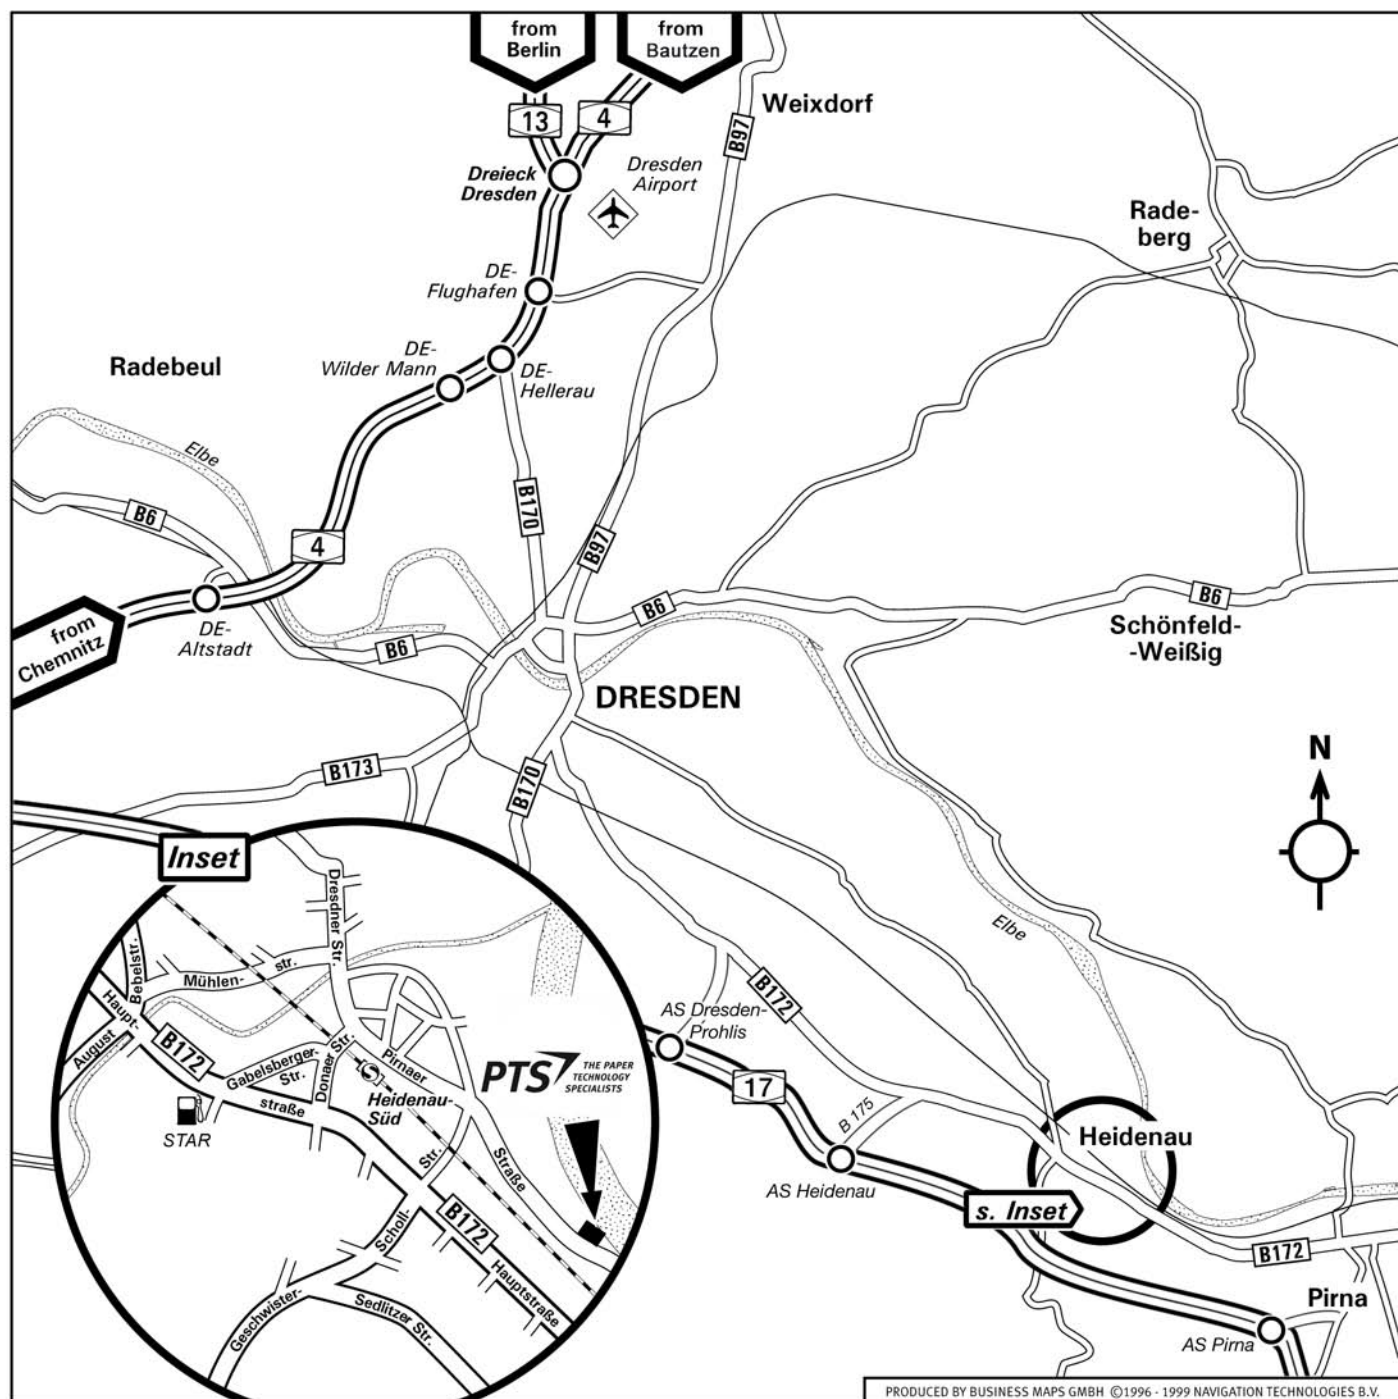 from
Berlin
from
Bautzen
13
4
Weixdorf
B97
Dreieck
Dresden
Dresden
Airport
Rade-
berg
DE-
Flughafen
DE-
Wilder Mann
DE-
Hellerau
Radebeul
Elbe
B6
B170
B97
4
from
Chemnitz
DE-
Altstadt
B6
B6
B6
Schönfeld-
-Weißig
DRESDEN
B173
B170
N
Inset
Dresdner Str.
Bebelstr.
Mühlen-
str.
Haupt-
August
B172
Gabelsberger-
Str.
Donaer Str.
Pirnaer
straße
STAR
S
Heidenau-
Süd
Str.
Straße
PTS
THE PAPER
TECHNOLOGY
SPECIALISTS
Scholl-
B172
Hauptstraße
Geschwister-
Sedlitzer Str.
Elbe
AS Dresden-
Prohlis
B172
17
B 175
AS Heidenau
Heidenau
s. Inset
B172
Pirna
AS Pirna
PRODUCED BY BUSINESS MAPS GMBH ©1996 - 1999 NAVIGATION TECHNOLOGIES B.V.